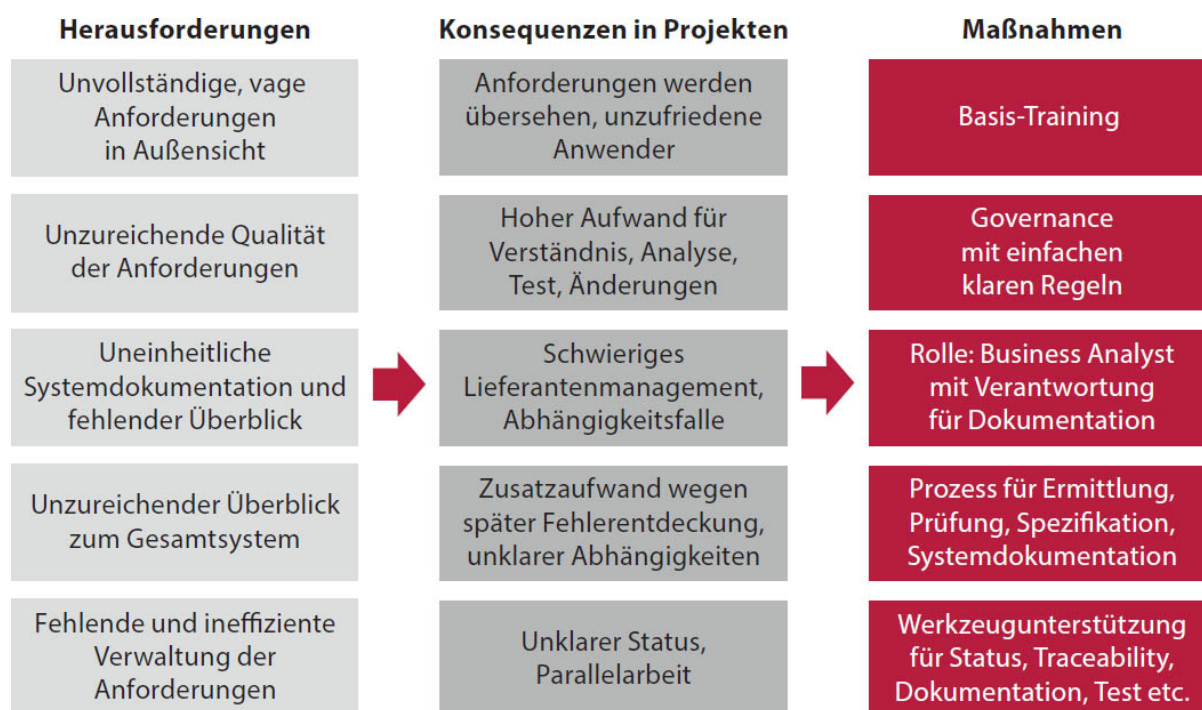 Herausforderungen
Konsequenzen in Projekten
Maßnahmen
Unvollständige, vage
Anforderungen
in Außensicht
Anforderungen werden
übersehen, unzufriedene
Anwender
Basis-Training
Unzureichende Qualität
der Anforderungen
Hoher Aufwand für
Verständnis, Analyse,
Test, Änderungen
Governance
mit einfachen
klaren Regeln
Uneinheitliche
Systemdokumentation und
fehlender Überblick
Schwieriges
Lieferantenmanagement,
Abhängigkeitsfalle
Rolle: Business Analyst
mit Verantwortung
für Dokumentation
Unzureichender Überblick
zum Gesamtsystem
Zusatzaufwand wegen
später Fehlerentdeckung,
unklarer Abhängigkeiten
Prozess für Ermittlung,
Prüfung, Spezifikation,
Systemdokumentation
Fehlende und ineffiziente
Verwaltung der
Anforderungen
Unklarer Status,
Parallelarbeit
Werkzeugunterstützung
für Status, Traceability,
Dokumentation, Test etc.